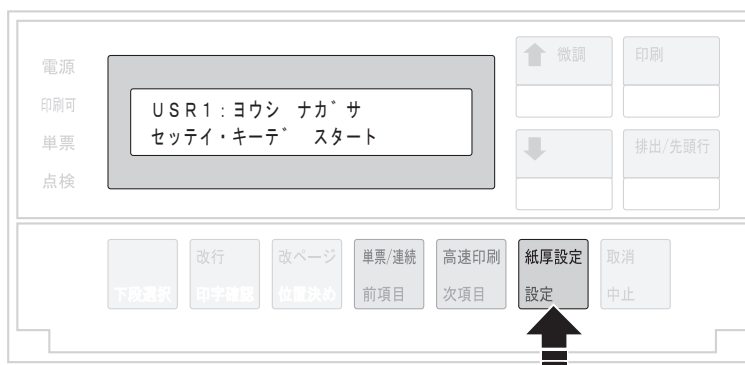 電源
印刷可
単票
点検
USR1:ヨウシ ナガサ
セッテイ・キーデ スタート
微調
印刷
排出/先頭行
下段選択
改行
印字確認
改ページ
位置決め
単票/連続
前項目
高速印刷
次項目
紙厚設定
設定
取消
中止